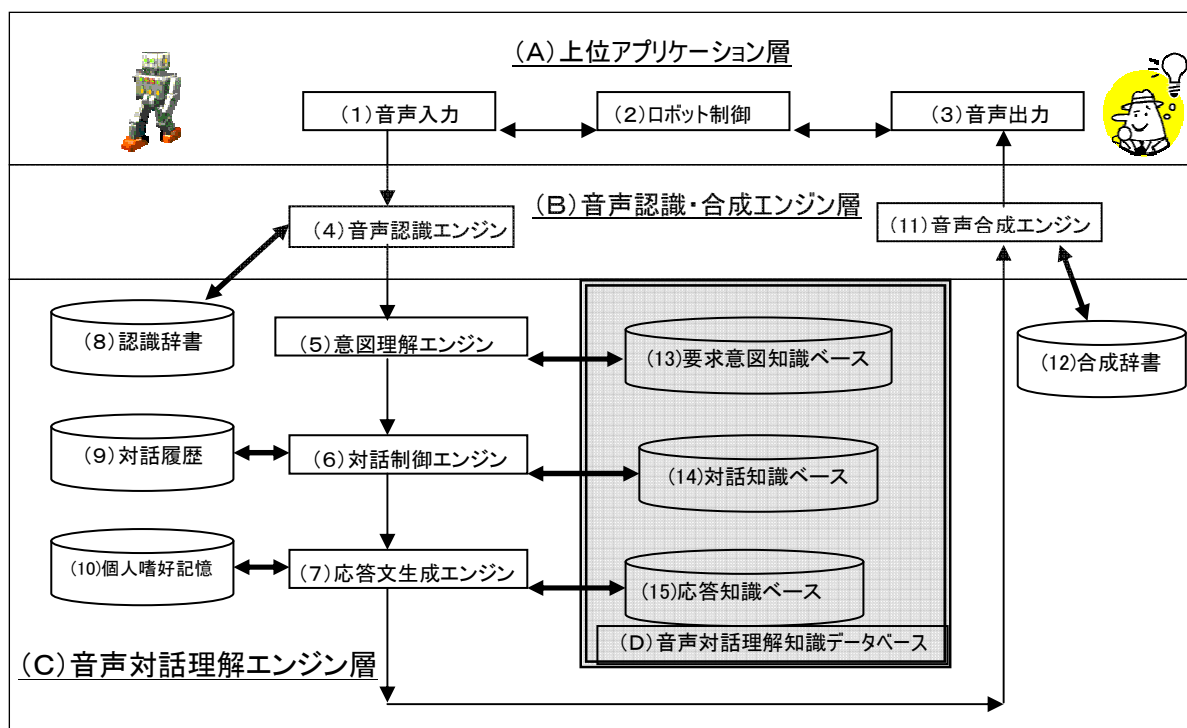 (A)上位アプリケーション層
(1)音声入力
(2)ロボット制御
(3)音声出力
(B)音声認識・合成エンジン層
(4)音声認識エンジン
(11)音声合成エンジン
(8)認識辞書
(5)意図理解エンジン
(13)要求意図知識ベース
(12)合成辞書
(9)対話履歴
(6)対話制御エンジン
(14)対話知識ベース
(10)個人嗜好記憶
(7)応答文生成エンジン
(15)応答知識ベース
(D)音声対話理解知識データベース
(C)音声対話理解エンジン層